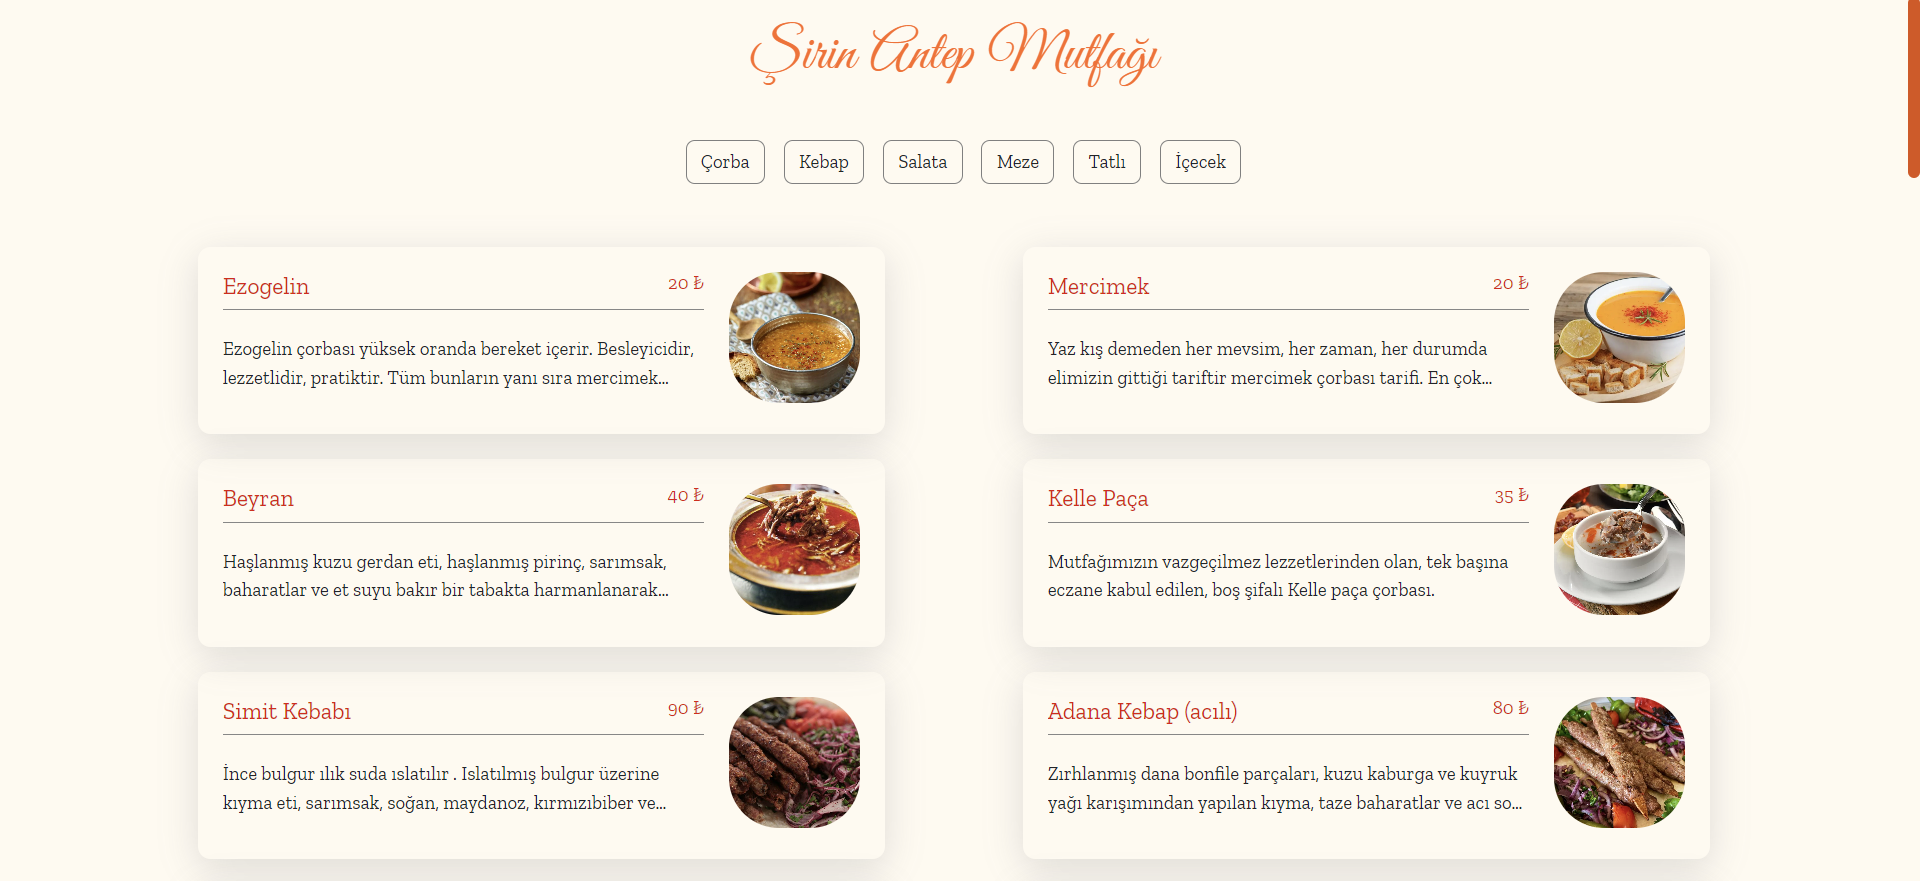 Şirin Antep Mutfağı
Çorba
Kebap
Salata
Meze
Tatlı
İçecek
Ezogelin
20 ₺
Ezogelin çorbası yüksek oranda bereket içerir. Besleyicidir,
lezzetlidir, pratiktir. Tüm bunların yanı sıra mercimek...
Mercimek
20 ₺
Yaz kış demeden her mevsim, her zaman, her durumda
elimizin gittiği tariftir mercimek çorbası tarifi. En çok...
Beyran
40 ₺
Haşlanmış kuzu gerdan eti, haşlanmış pirinç, sarımsak,
baharatlar ve et suyu bakır bir tabakta harmanlanarak...
Kelle Paça
35 ₺
Mutfağımızın vazgeçilmez lezzetlerinden olan, tek başına
eczane kabul edilen, boş şifalı Kelle paça çorbası.
Simit Kebabı
90 ₺
İnce bulgur ılık suda ıslatılır . Islatılmış bulgur üzerine
kıyma eti, sarımsak, soğan, maydanoz, kırmızıbiber ve...
Adana Kebap (acılı)
80 ₺
Zırhlanmış dana bonfile parçaları, kuzu kaburga ve kuyruk
yağı karışımından yapılan kıyma, taze baharatlar ve acı so...